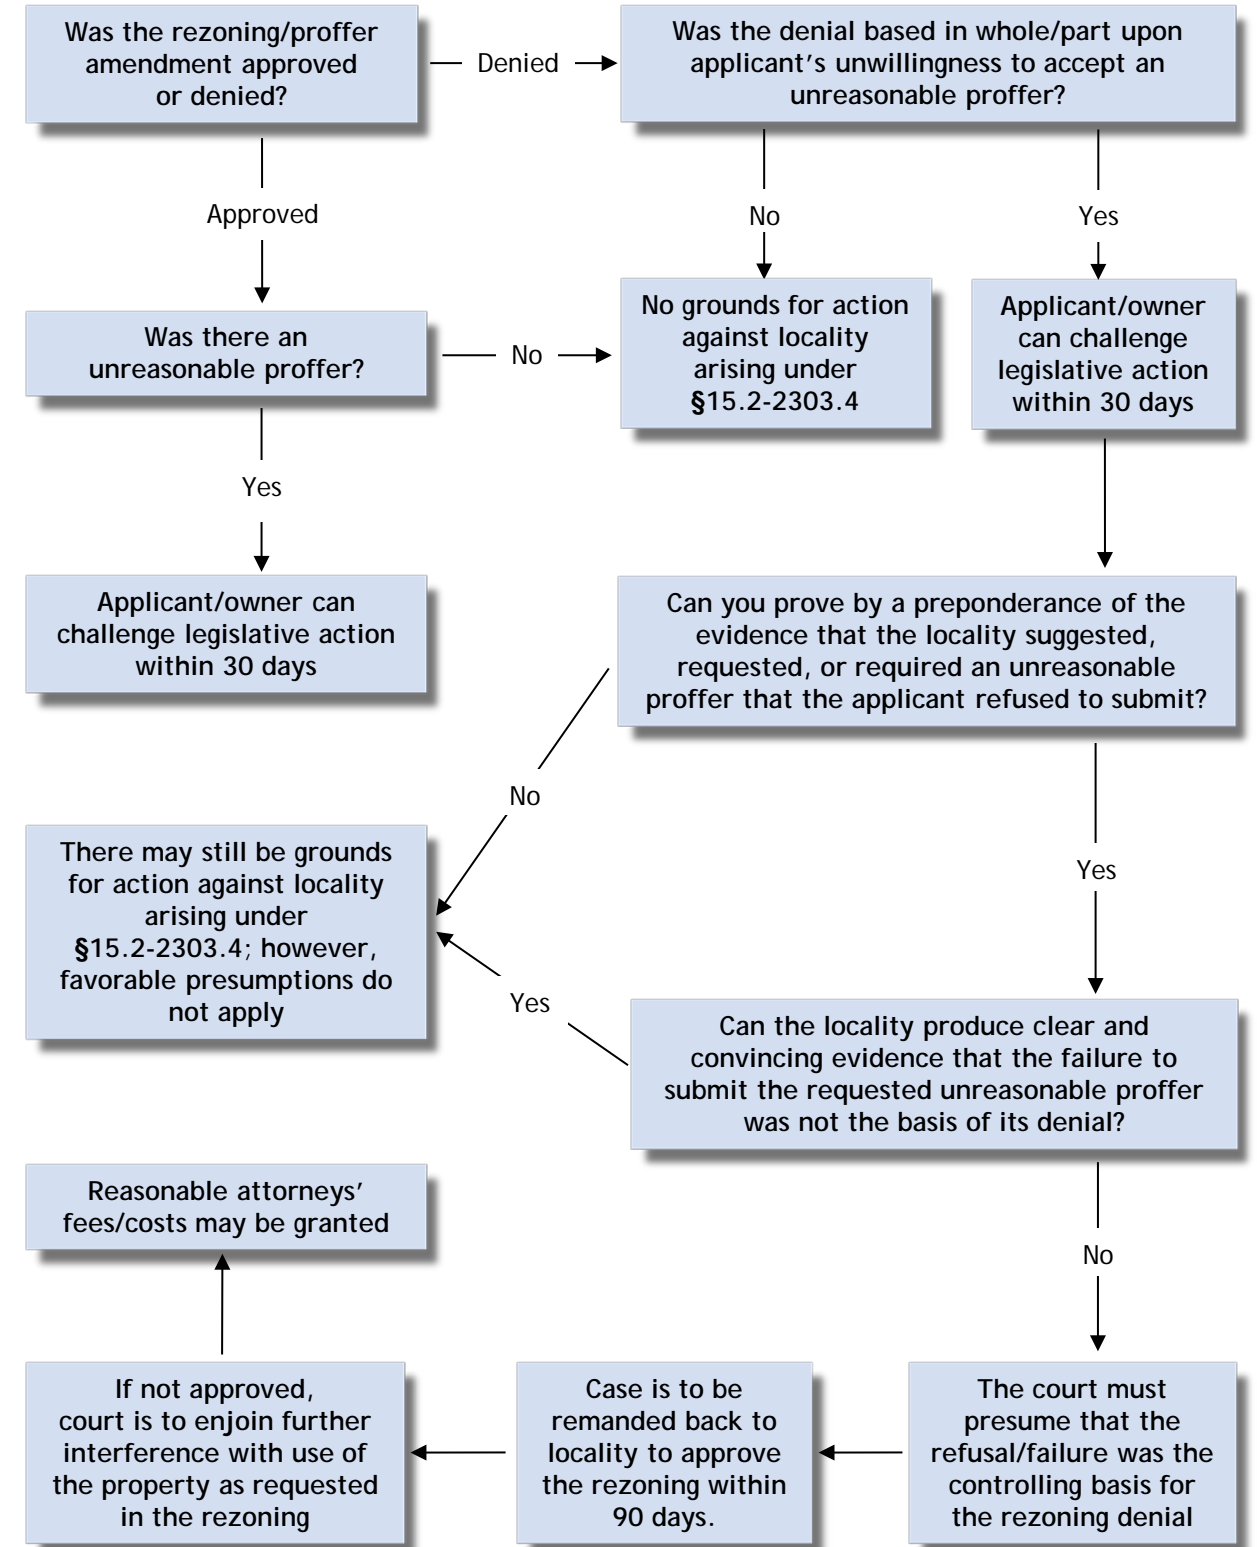 Was the rezoning/proffer
amendment approved
or denied?
Denied
Was the denial based in whole/part upon
applicant's unwillingness to accept an
unreasonable proffer?
Approved
No
Yes
Was there an
unreasonable proffer?
No
No grounds for action
against locality
arising under
§15.2-2303.4
Applicant/owner
can challenge
legislative action
within 30 days
Yes
Applicant/owner can
challenge legislative action
within 30 days
Can you prove by a preponderance of the
evidence that the locality suggested,
requested, or required an unreasonable
proffer that the applicant refused to submit?
No
Yes
There may still be grounds
for action against locality
arising under
§15.2-2303.4; however,
favorable presumptions do
not apply
Yes
Can the locality produce clear and
convincing evidence that the failure to
submit the requested unreasonable proffer
was not the basis of its denial?
No
Reasonable attorneys'
fees/costs may be granted
If not approved,
court is to enjoin further
interference with use of
the property as requested
in the rezoning
Case is to be
remanded back to
locality to approve
the rezoning within
90 days.
The court must
presume that the
refusal/failure was the
controlling basis for
the rezoning denial